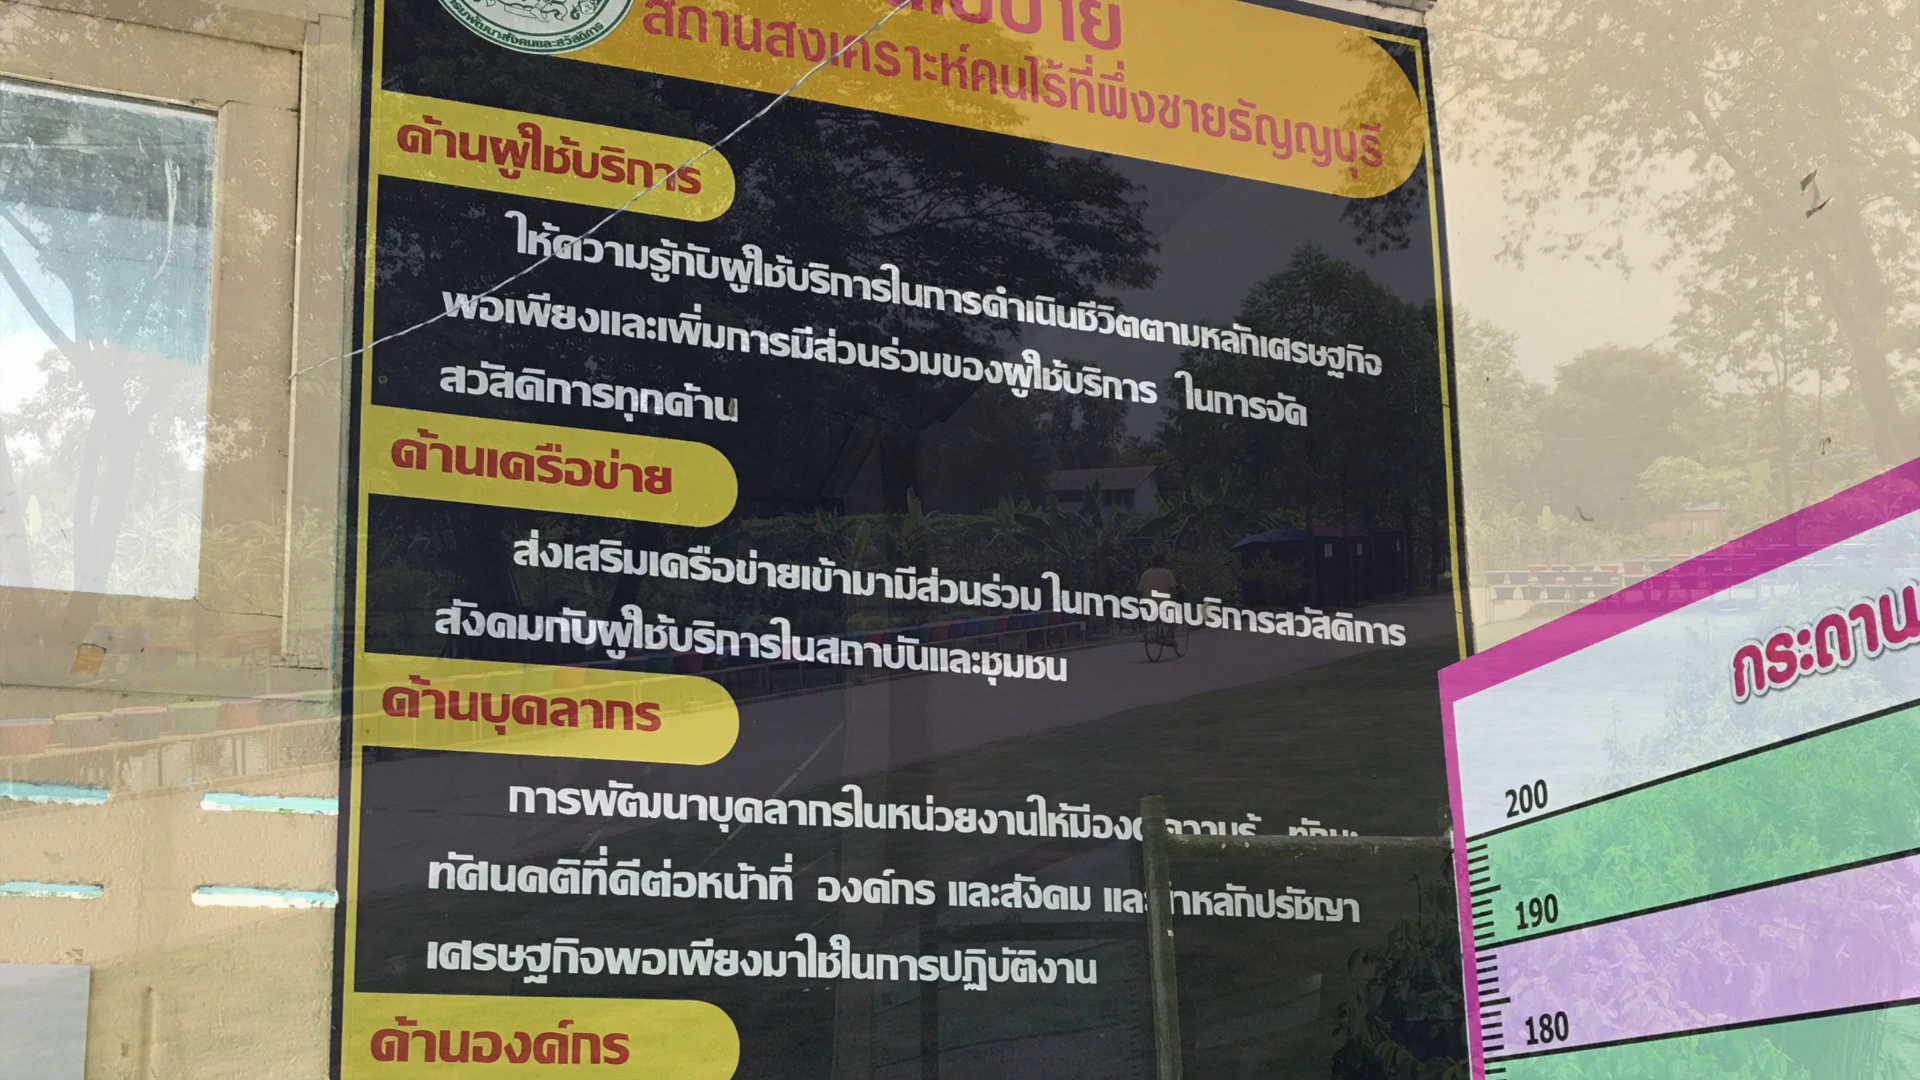 สถานสงเคราะห์คนไร้ที่พึ่งชายธัญญบุรี
ด้านผู้ใช้บริการ
ให้ความรู้กับผู้ใช้บริการในการดำเนินชีวิตตามหลักเศรษฐกิจ
พอเพียงและเพิ่มการมีส่วนร่วมของผู้ใช้บริการ ในการจัด
สวัสดิการทุกด้าน
ด้านเครือข่าย
ส่งเสริมเครือข่ายเข้ามามีส่วนร่วมในการจัดบริการสวัสดิการ
สังคมกับผู้ใช้บริการในสถาบันและชุมชน
ด้านบุคลากร
การพัฒนาบุคลากรในหน่วยงานให้มี
ทัศนคติที่ดีต่อหน้าที่ องค์กร และสังคม และนำหลักปรัชญา
เศรษฐกิจพอเพียงมาใช้ในการปฏิบัติงาน
ด้านองค์กร
กระดาน
200
190
180